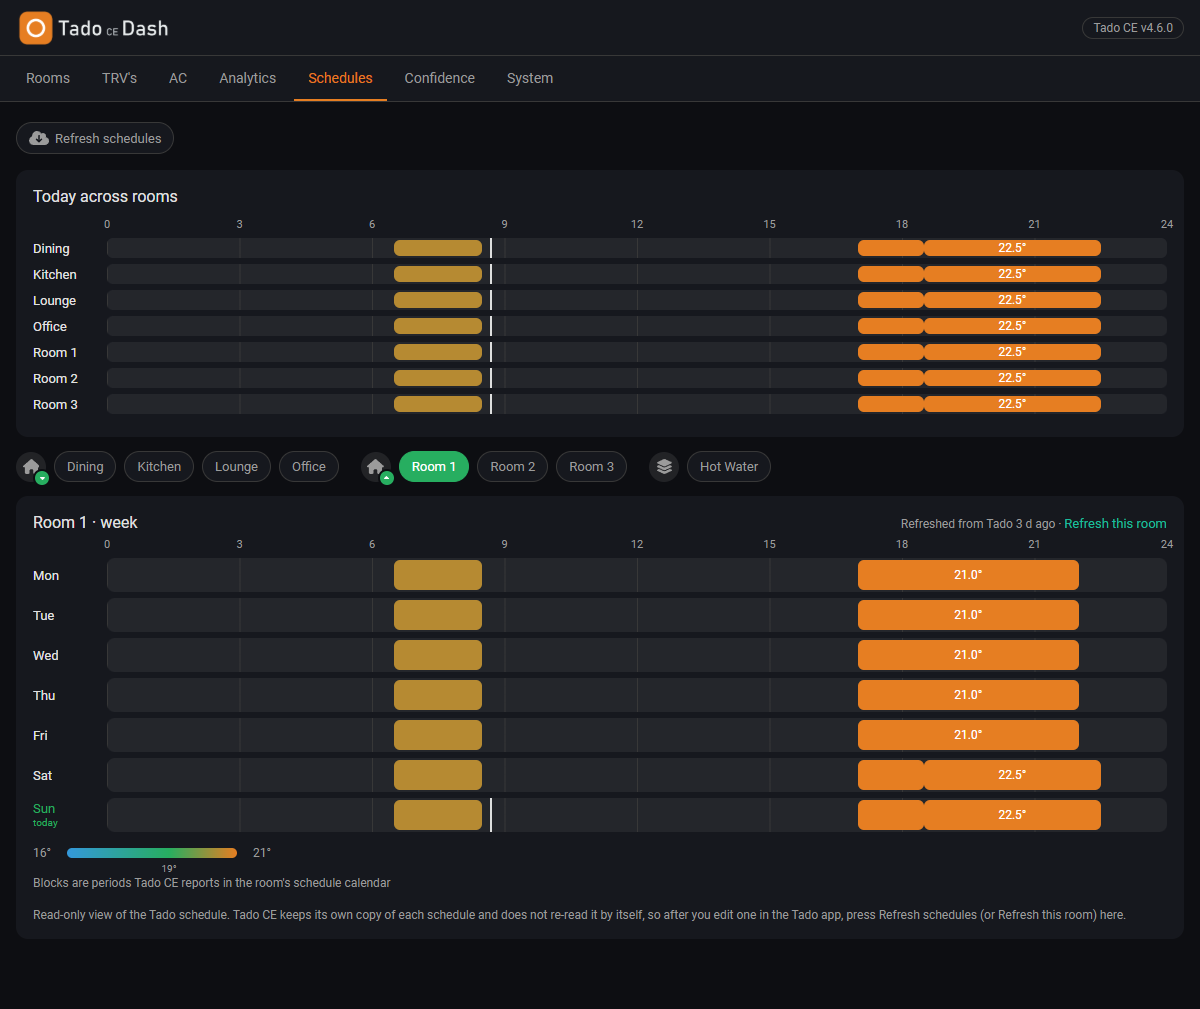 Tado CE Dash
Tado CE v4.6.0
Rooms TRV's AC Analytics Schedules Confidence System
Refresh schedules
Today across rooms
0 3 6 9 12 15 18 21 24
Dining 22.5°
Kitchen 22.5°
Lounge 22.5°
Office 22.5°
Room 1 22.5°
Room 2 22.5°
Room 3 22.5°
Dining Kitchen Lounge Office Room 1 Room 2 Room 3 Hot Water
Room 1 · week
Refreshed from Tado 3 d ago · Refresh this room
0 3 6 9 12 15 18 21 24
Mon 21.0°
Tue 21.0°
Wed 21.0°
Thu 21.0°
Fri 21.0°
Sat 22.5°
Sun 22.5°
today
16° 21°
19°
Blocks are periods Tado CE reports in the room's schedule calendar
Read-only view of the Tado schedule. Tado CE keeps its own copy of each schedule and does not re-read it by itself, so after you edit one in the Tado app, press Refresh schedules (or Refresh this room) here.